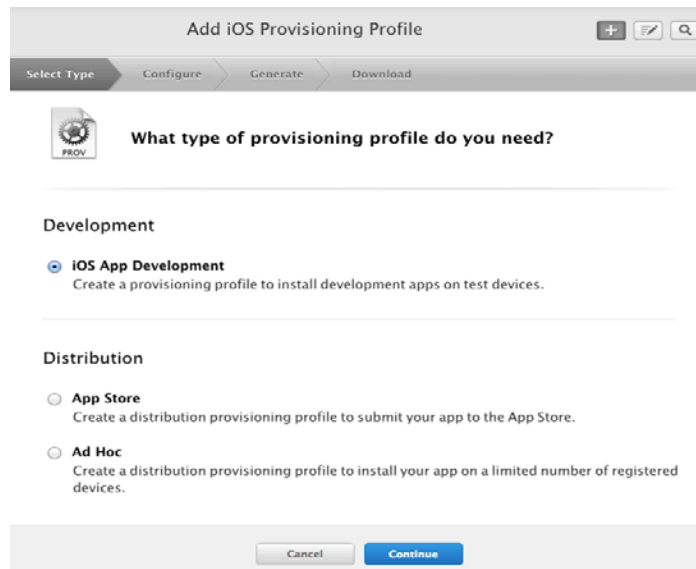 Add iOS Provisioning Profile
Select Type Configure Generate Download
PROV
What type of provisioning profile do you need?
Development
iOS App Development
Create a provisioning profile to install development apps on test devices.
Distribution
App Store
Create a distribution provisioning profile to submit your app to the App Store.
Ad Hoc
Create a distribution provisioning profile to install your app on a limited number of registered
devices.
Cancel Continue